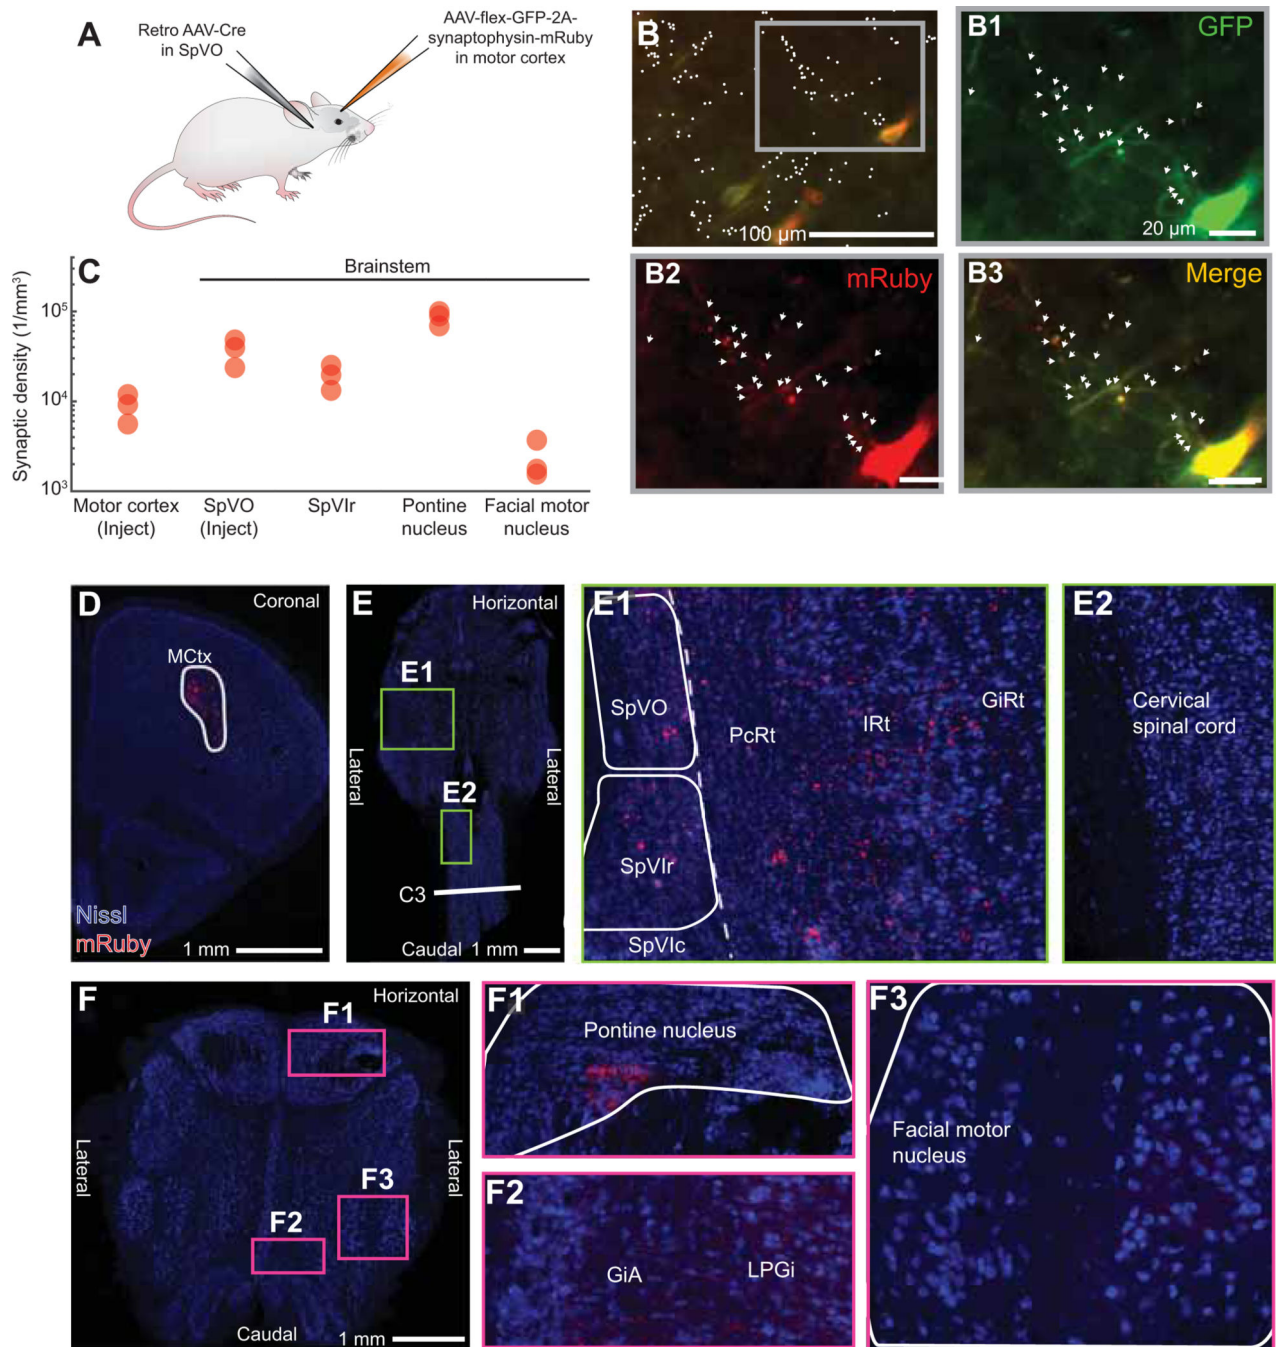 A
Retro AAV-Cre
in SpVO
AAV-flex-GFP-2A-
synaptophysin-mRuby
in motor cortex
B
100 µm
B1
GFP
20 µm
B2
mRuby
B3
Merge
C
Brainstem
Synaptic density (1/mm³)
10⁵
10⁴
10³
Motor cortex
(Inject)
SpVO
(Inject)
SpVIr
Pontine
nucleus
Facial motor
nucleus
D
Coronal
MCtx
Nissl
mRuby
1 mm
E
Horizontal
E1
Lateral
Lateral
E2
C3
Caudal
1 mm
E1
SpVO
PcRt
IRt
GiRt
SpVIr
SpVIc
E2
Cervical
spinal cord
F
Horizontal
F1
Lateral
Lateral
F3
F2
Caudal
1 mm
F1
Pontine nucleus
F2
GiA
LPGi
F3
Facial motor
nucleus